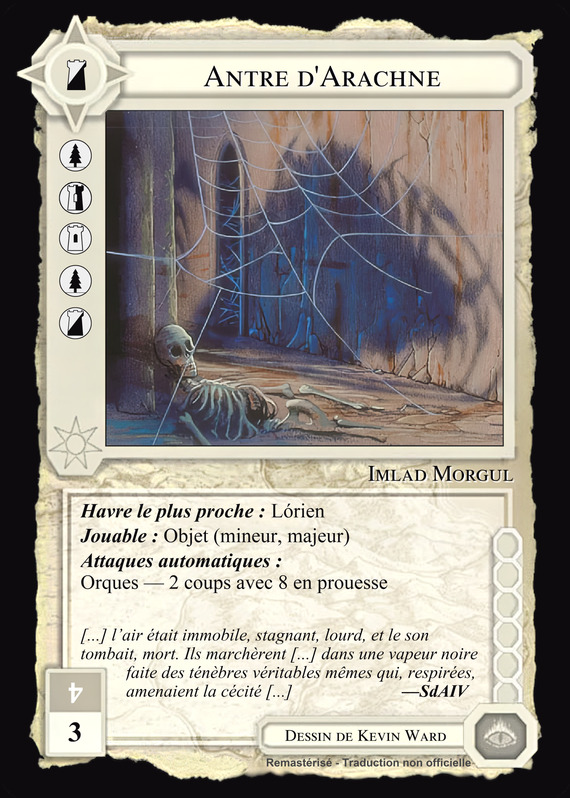 Antre d'Arachne
Imlad Morgul
Havre le plus proche : Lórien
Jouable : Objet (mineur, majeur)
Attaques automatiques :
Orques — 2 coups avec 8 en prouesse
[...] l'air était immobile, stagnant, lourd, et le son
tombait, mort. Ils marchèrent [...] dans une vapeur noire
faite des ténèbres véritables mêmes qui, respirées,
amenaient la cécité [...] —SdAIV
4
3
Dessin de Kevin Ward
Remastérisé - Traduction non officielle